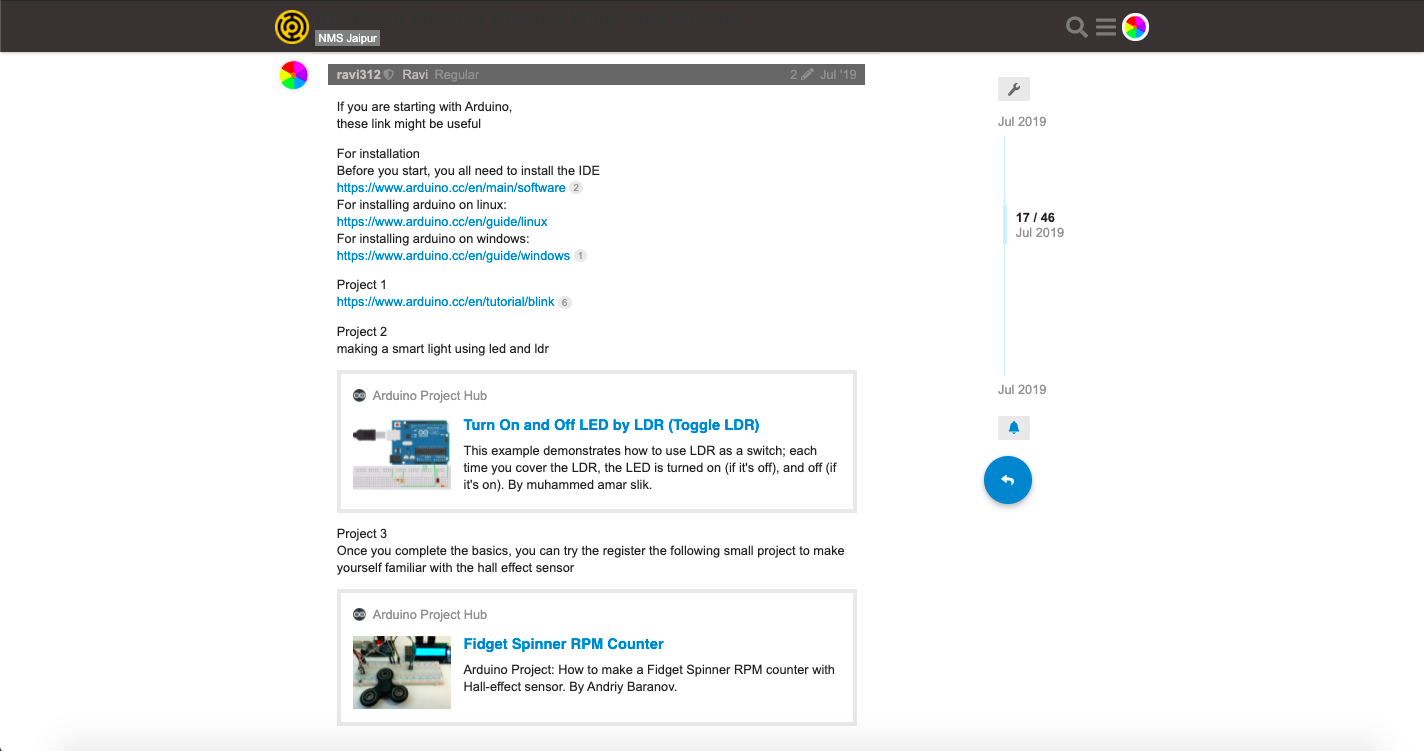 NMS Jaipur
ravi312 Ravi Regular 2 Jul '19
If you are starting with Arduino,
these link might be useful
For installation
Before you start, you all need to install the IDE
https://www.arduino.cc/en/main/software 2
For installing arduino on linux:
https://www.arduino.cc/en/guide/linux
For installing arduino on windows:
https://www.arduino.cc/en/guide/windows 1
Project 1
https://www.arduino.cc/en/tutorial/blink 6
Project 2
making a smart light using led and ldr
Arduino Project Hub
Turn On and Off LED by LDR (Toggle LDR)
This example demonstrates how to use LDR as a switch; each
time you cover the LDR, the LED is turned on (if it's off), and off (if
it's on). By muhammed amar slik.
Project 3
Once you complete the basics, you can try the register the following small project to make
yourself familiar with the hall effect sensor
Arduino Project Hub
Fidget Spinner RPM Counter
Arduino Project: How to make a Fidget Spinner RPM counter with
Hall-effect sensor. By Andriy Baranov.
Jul 2019
17 / 46
Jul 2019
Jul 2019